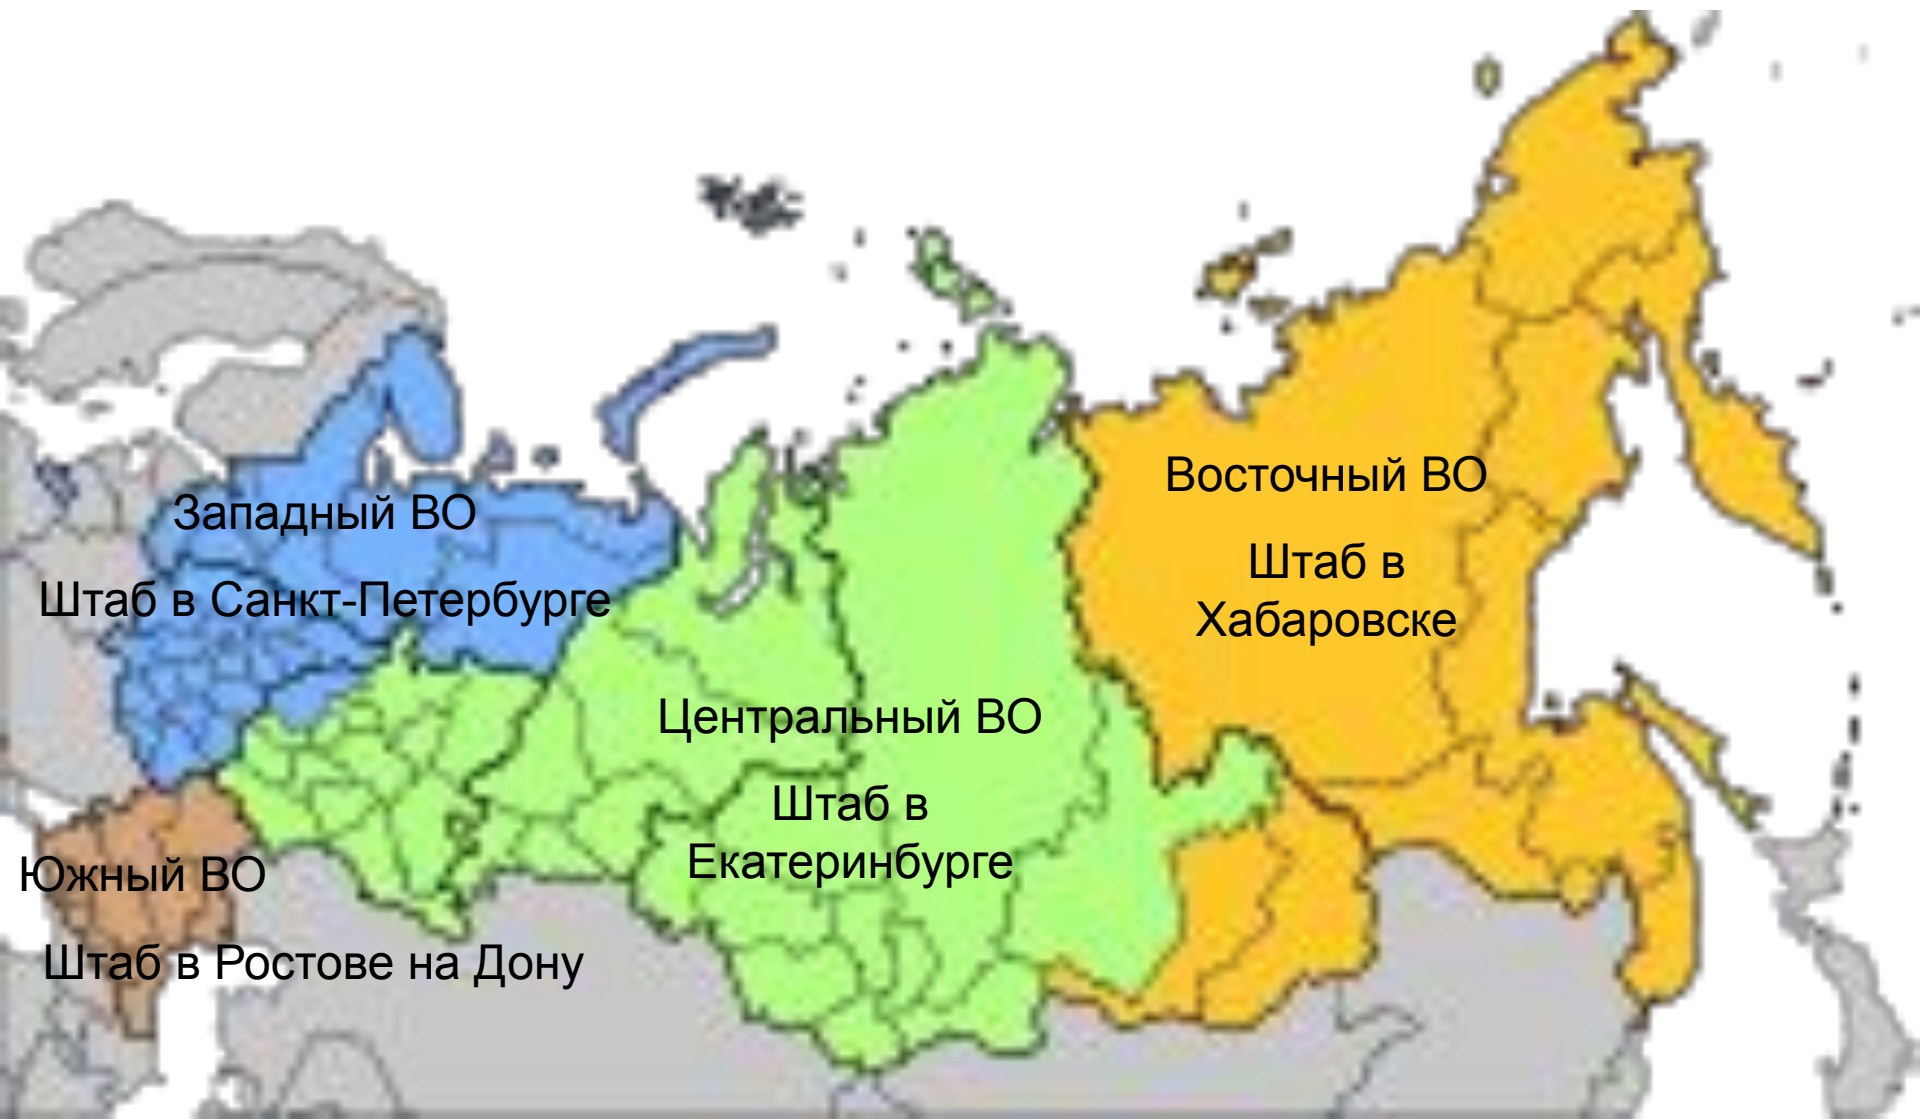 Западный ВО
Штаб в Санкт-Петербурге
Восточный ВО
Штаб в
Хабаровске
Центральный ВО
Штаб в
Екатеринбурге
Южный ВО
Штаб в Ростове на Дону